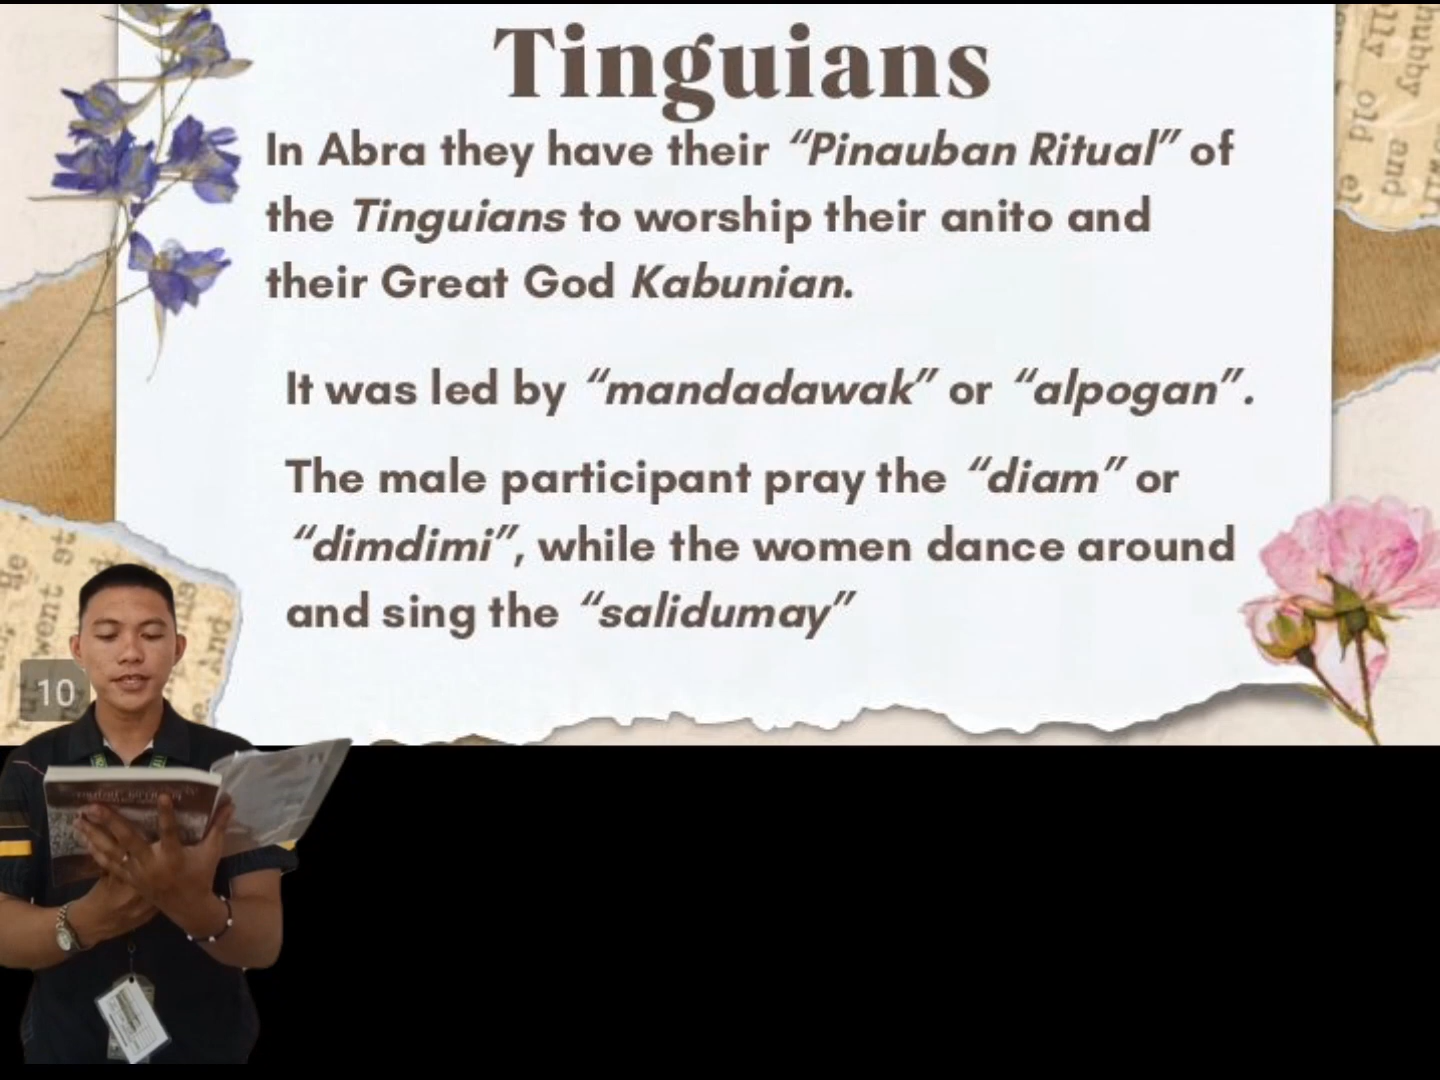 Tinguians
In Abra they have their “Pinauban Ritual” of
the Tinguians to worship their anito and
their Great God Kabunian.
It was led by “mandadawak” or “alpogan”.
The male participant pray the “diam” or
“dimdimi”, while the women dance around
and sing the “salidumay”
10